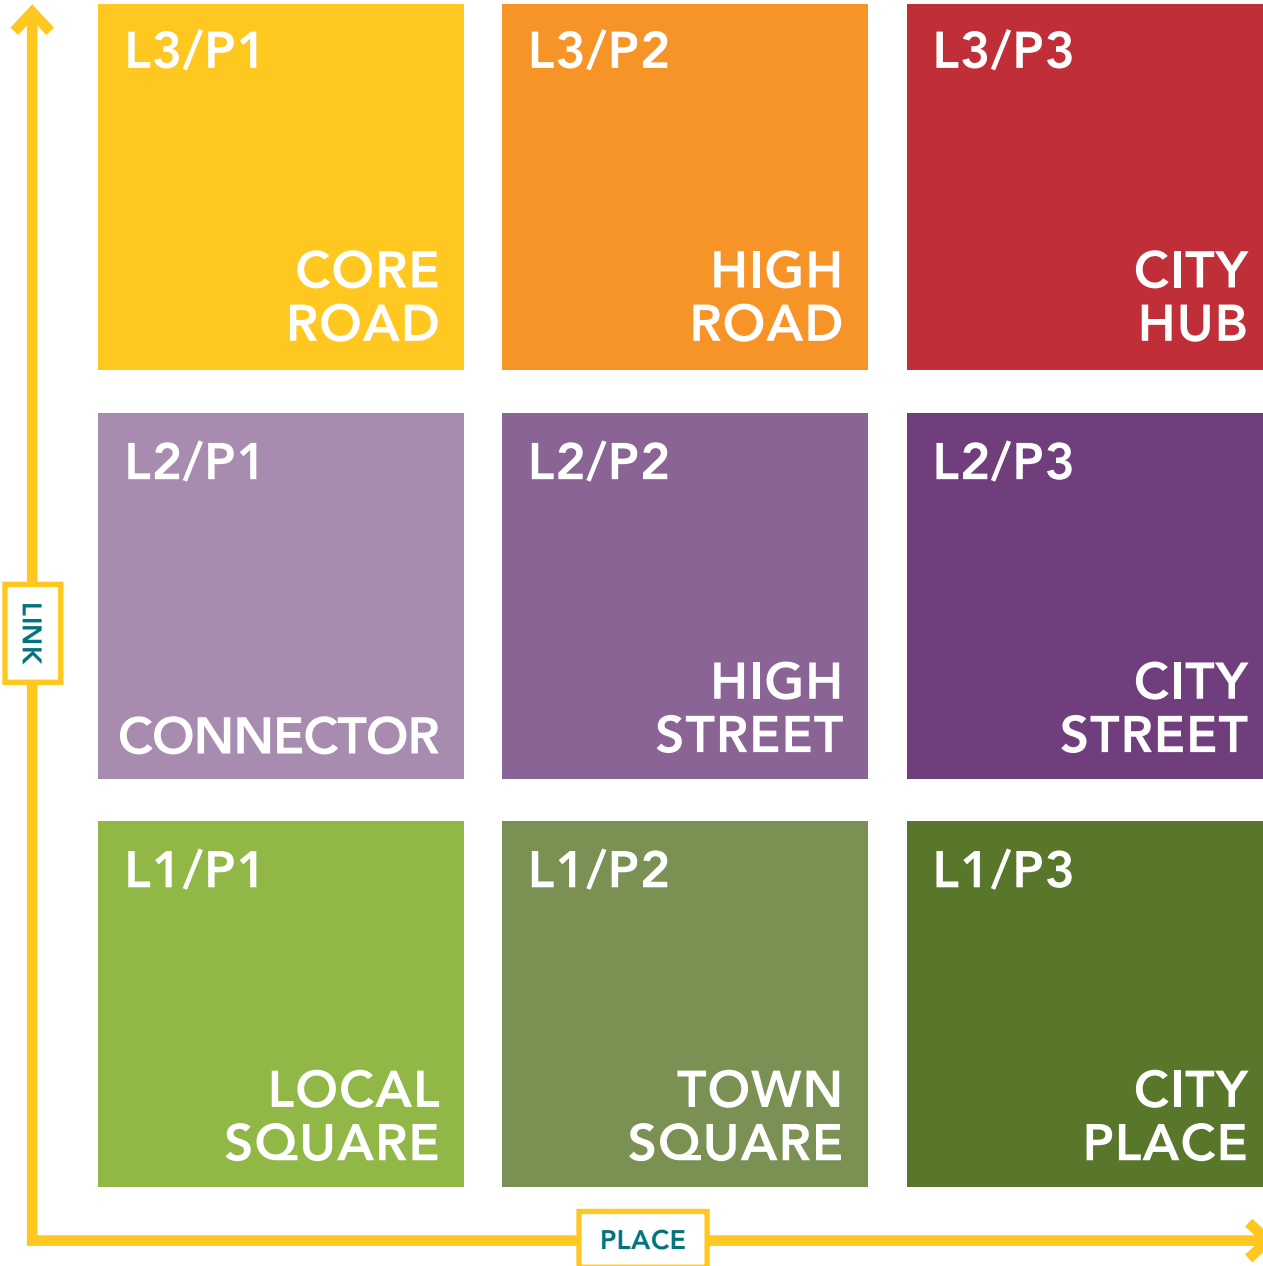 L3/P1
CORE
ROAD
L3/P2
HIGH
ROAD
L3/P3
CITY
HUB
L2/P1
CONNECTOR
L2/P2
HIGH
STREET
L2/P3
CITY
STREET
LINK
L1/P1
LOCAL
SQUARE
L1/P2
TOWN
SQUARE
L1/P3
CITY
PLACE
PLACE